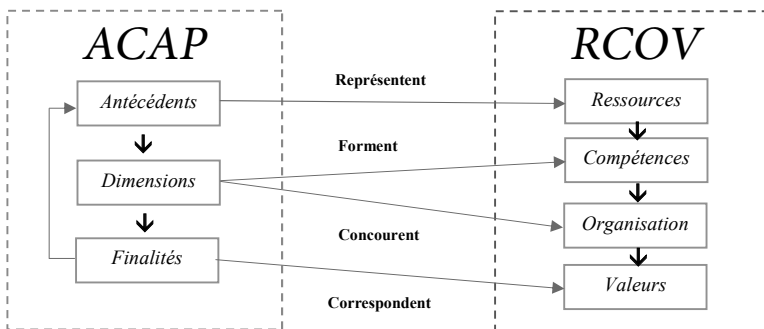 ACAP
RCOV
Représentent
Antécédents
Ressources
Forment
Compétences
Dimensions
Organisation
Concourent
Finalités
Valeurs
Correspondent